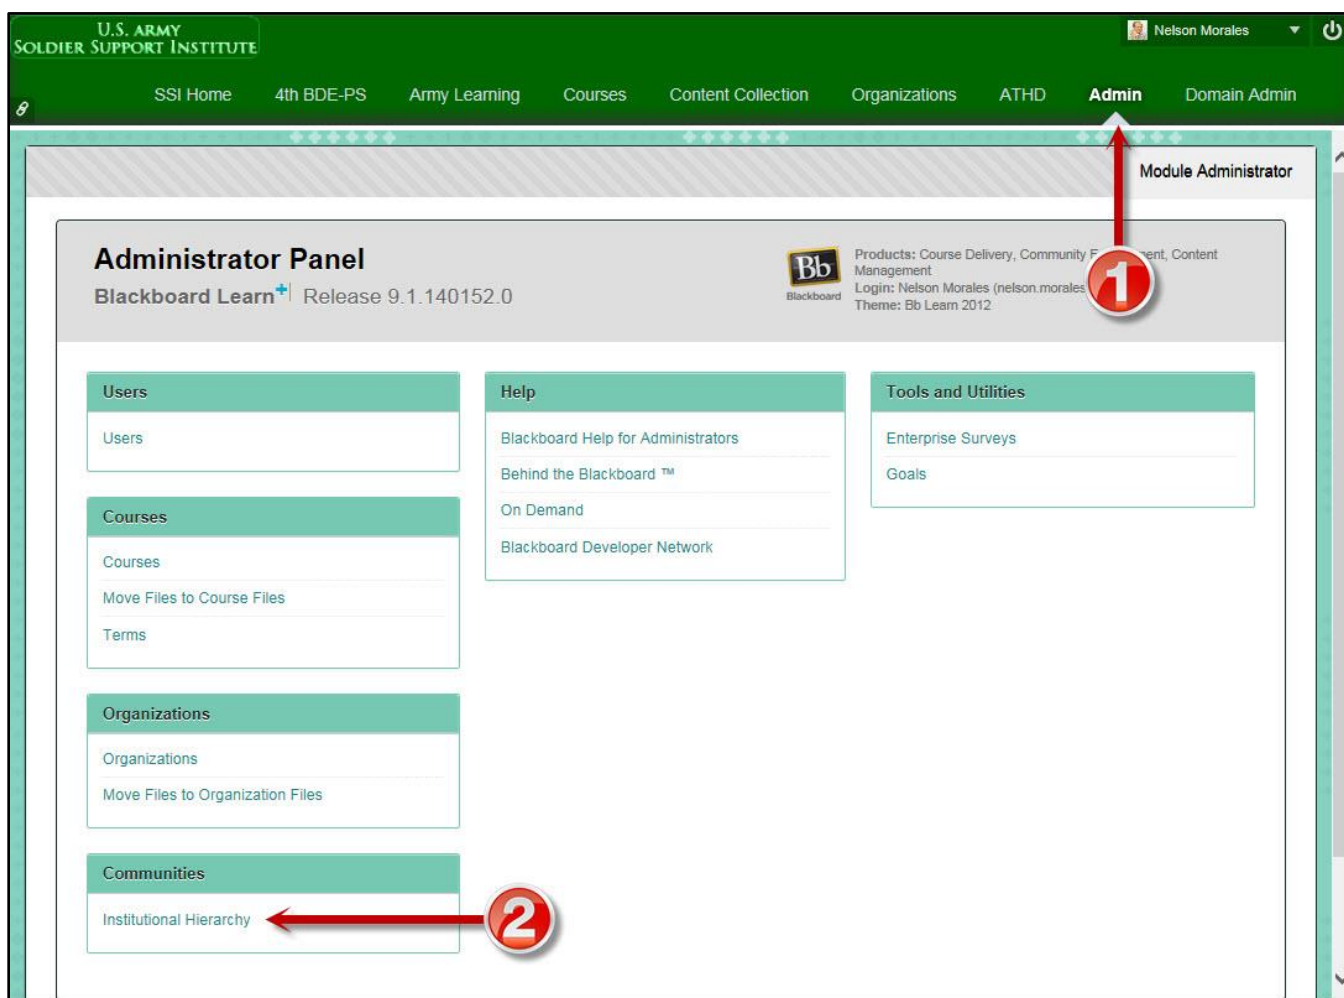 U.S. ARMY
SOLDIER SUPPORT INSTITUTE
Nelson Morales
SSI Home 4th BDE-PS Army Learning Courses Content Collection Organizations ATHD Admin Domain Admin
Module Administrator
Administrator Panel
Blackboard Learn+ Release 9.1.140152.0
Bb
Blackboard
Products: Course Delivery, Community Content
Management
Login: Nelson Morales (nelson.morales
Theme: Bb Learn 2012
1
Users
Users
Courses
Courses
Move Files to Course Files
Terms
Organizations
Organizations
Move Files to Organization Files
Communities
Institutional Hierarchy
2
Help
Blackboard Help for Administrators
Behind the Blackboard ™
On Demand
Blackboard Developer Network
Tools and Utilities
Enterprise Surveys
Goals